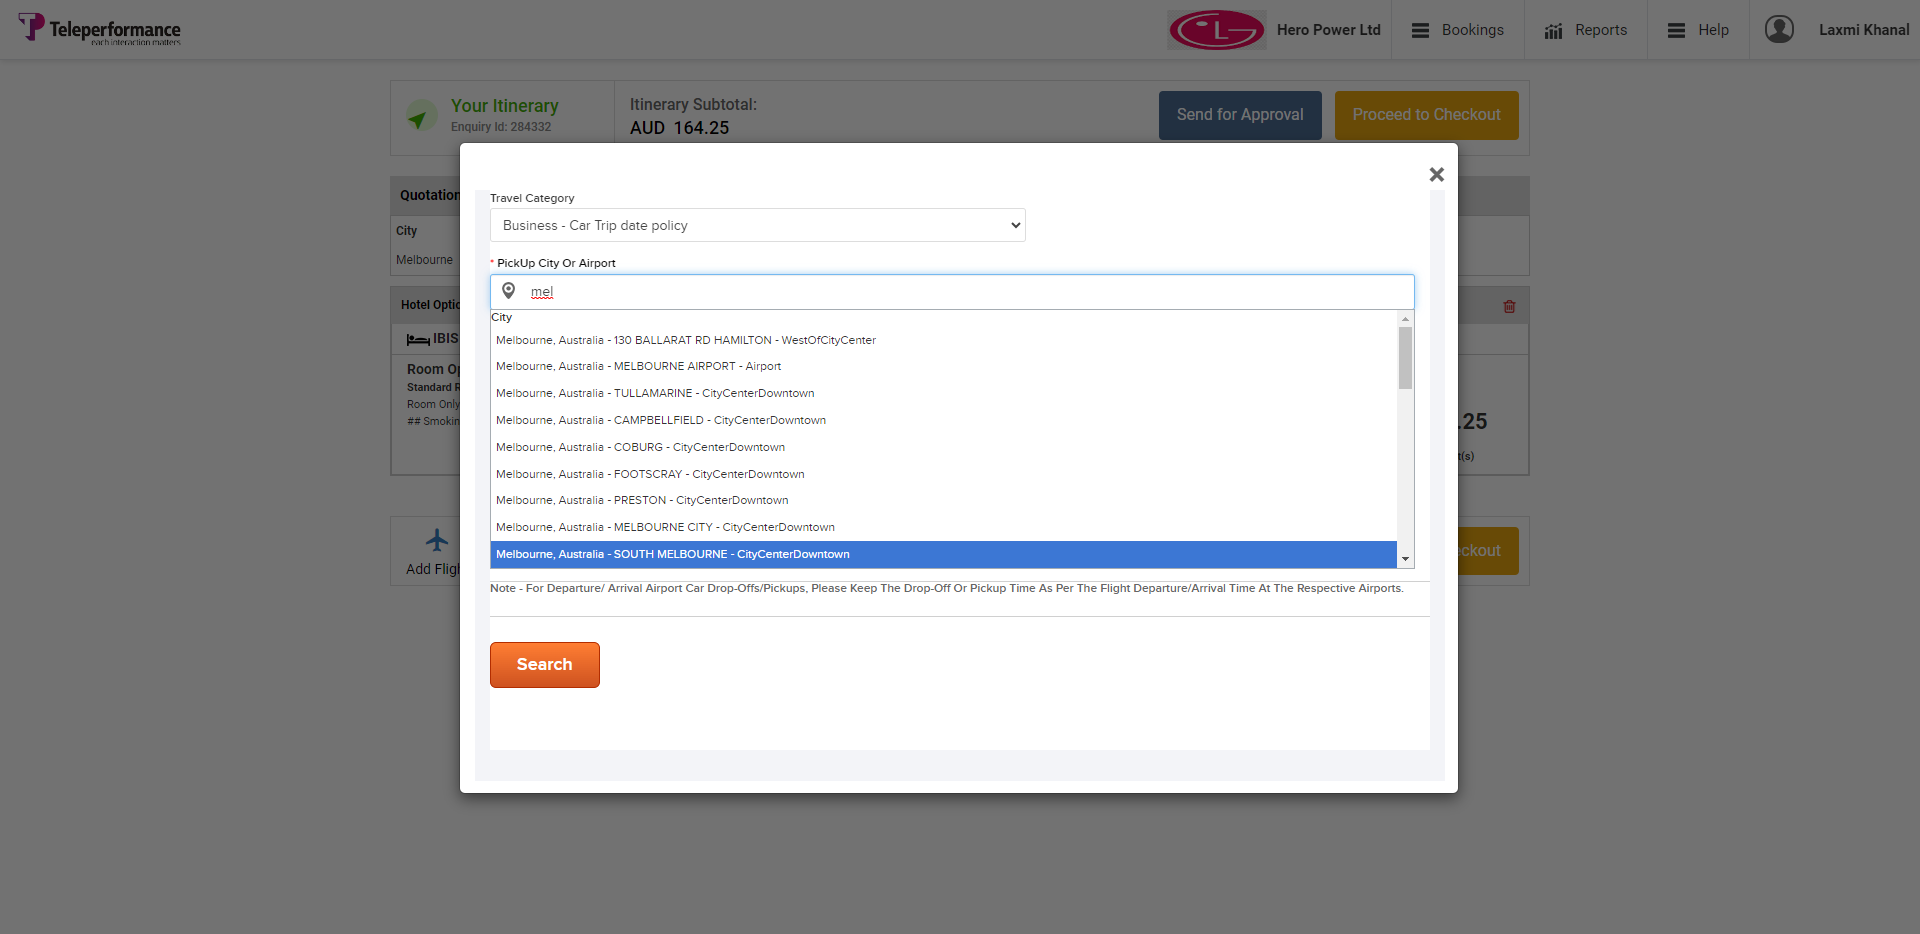 Teleperformance
each interaction matters
LG
Hero Power Ltd
Bookings
Reports
Help
Laxmi Khanal
Your Itinerary
Enquiry Id: 284332
Itinerary Subtotal:
AUD 164.25
Send for Approval
Proceed to Checkout
Quotation
City
Melbourne
Hotel Optio
IBIS
Room Op
Standard R
Room Only
## Smokin
.25
t(s)
Add Fligh
eckout
Travel Category
Business - Car Trip date policy
* PickUp City Or Airport
mel
City
Melbourne, Australia - 130 BALLARAT RD HAMILTON - WestOfCityCenter
Melbourne, Australia - MELBOURNE AIRPORT - Airport
Melbourne, Australia - TULLAMARINE - CityCenterDowntown
Melbourne, Australia - CAMPBELLFIELD - CityCenterDowntown
Melbourne, Australia - COBURG - CityCenterDowntown
Melbourne, Australia - FOOTSCRAY - CityCenterDowntown
Melbourne, Australia - PRESTON - CityCenterDowntown
Melbourne, Australia - MELBOURNE CITY - CityCenterDowntown
Melbourne, Australia - SOUTH MELBOURNE - CityCenterDowntown
Note - For Departure/ Arrival Airport Car Drop-Offs/Pickups, Please Keep The Drop-Off Or Pickup Time As Per The Flight Departure/Arrival Time At The Respective Airports.
Search